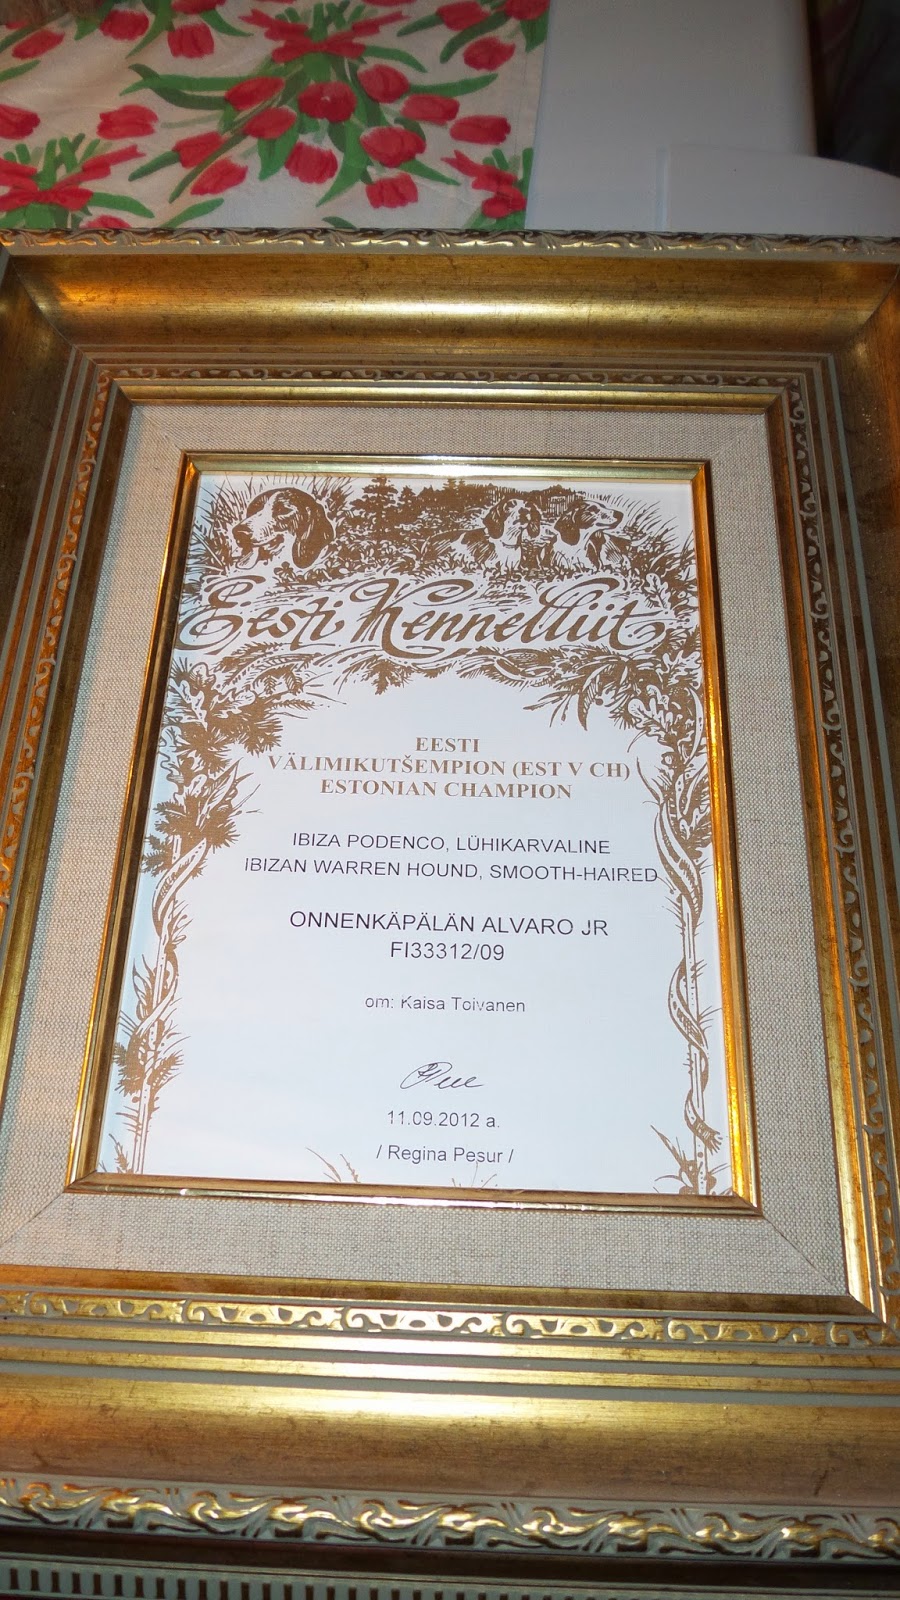 Eesti Kennelliit
EESTI
VÄLIMIKUTŠEMPION (EST V CH)
ESTONIAN CHAMPION
IBIZA PODENCO, LÜHIKARVALINE
IBIZAN WARREN HOUND, SMOOTH-HAIRED
ONNENKÄPÄLÄN ALVARO JR
FI33312/09
om: Kaisa Toivanen
11.09.2012 a.
/ Regina Pesur /